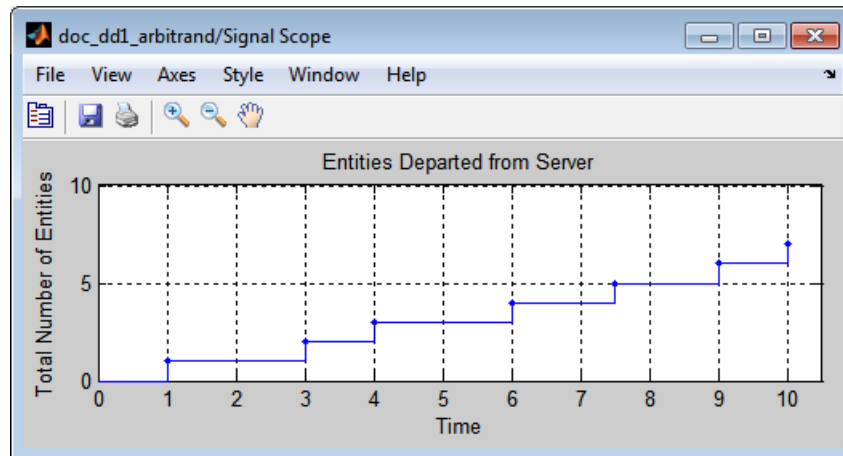 doc_dd1_arbitrand/Signal Scope
File View Axes Style Window Help
Entities Departed from Server
Total Number of Entities
10
5
0
0 1 2 3 4 5 6 7 8 9 10
Time